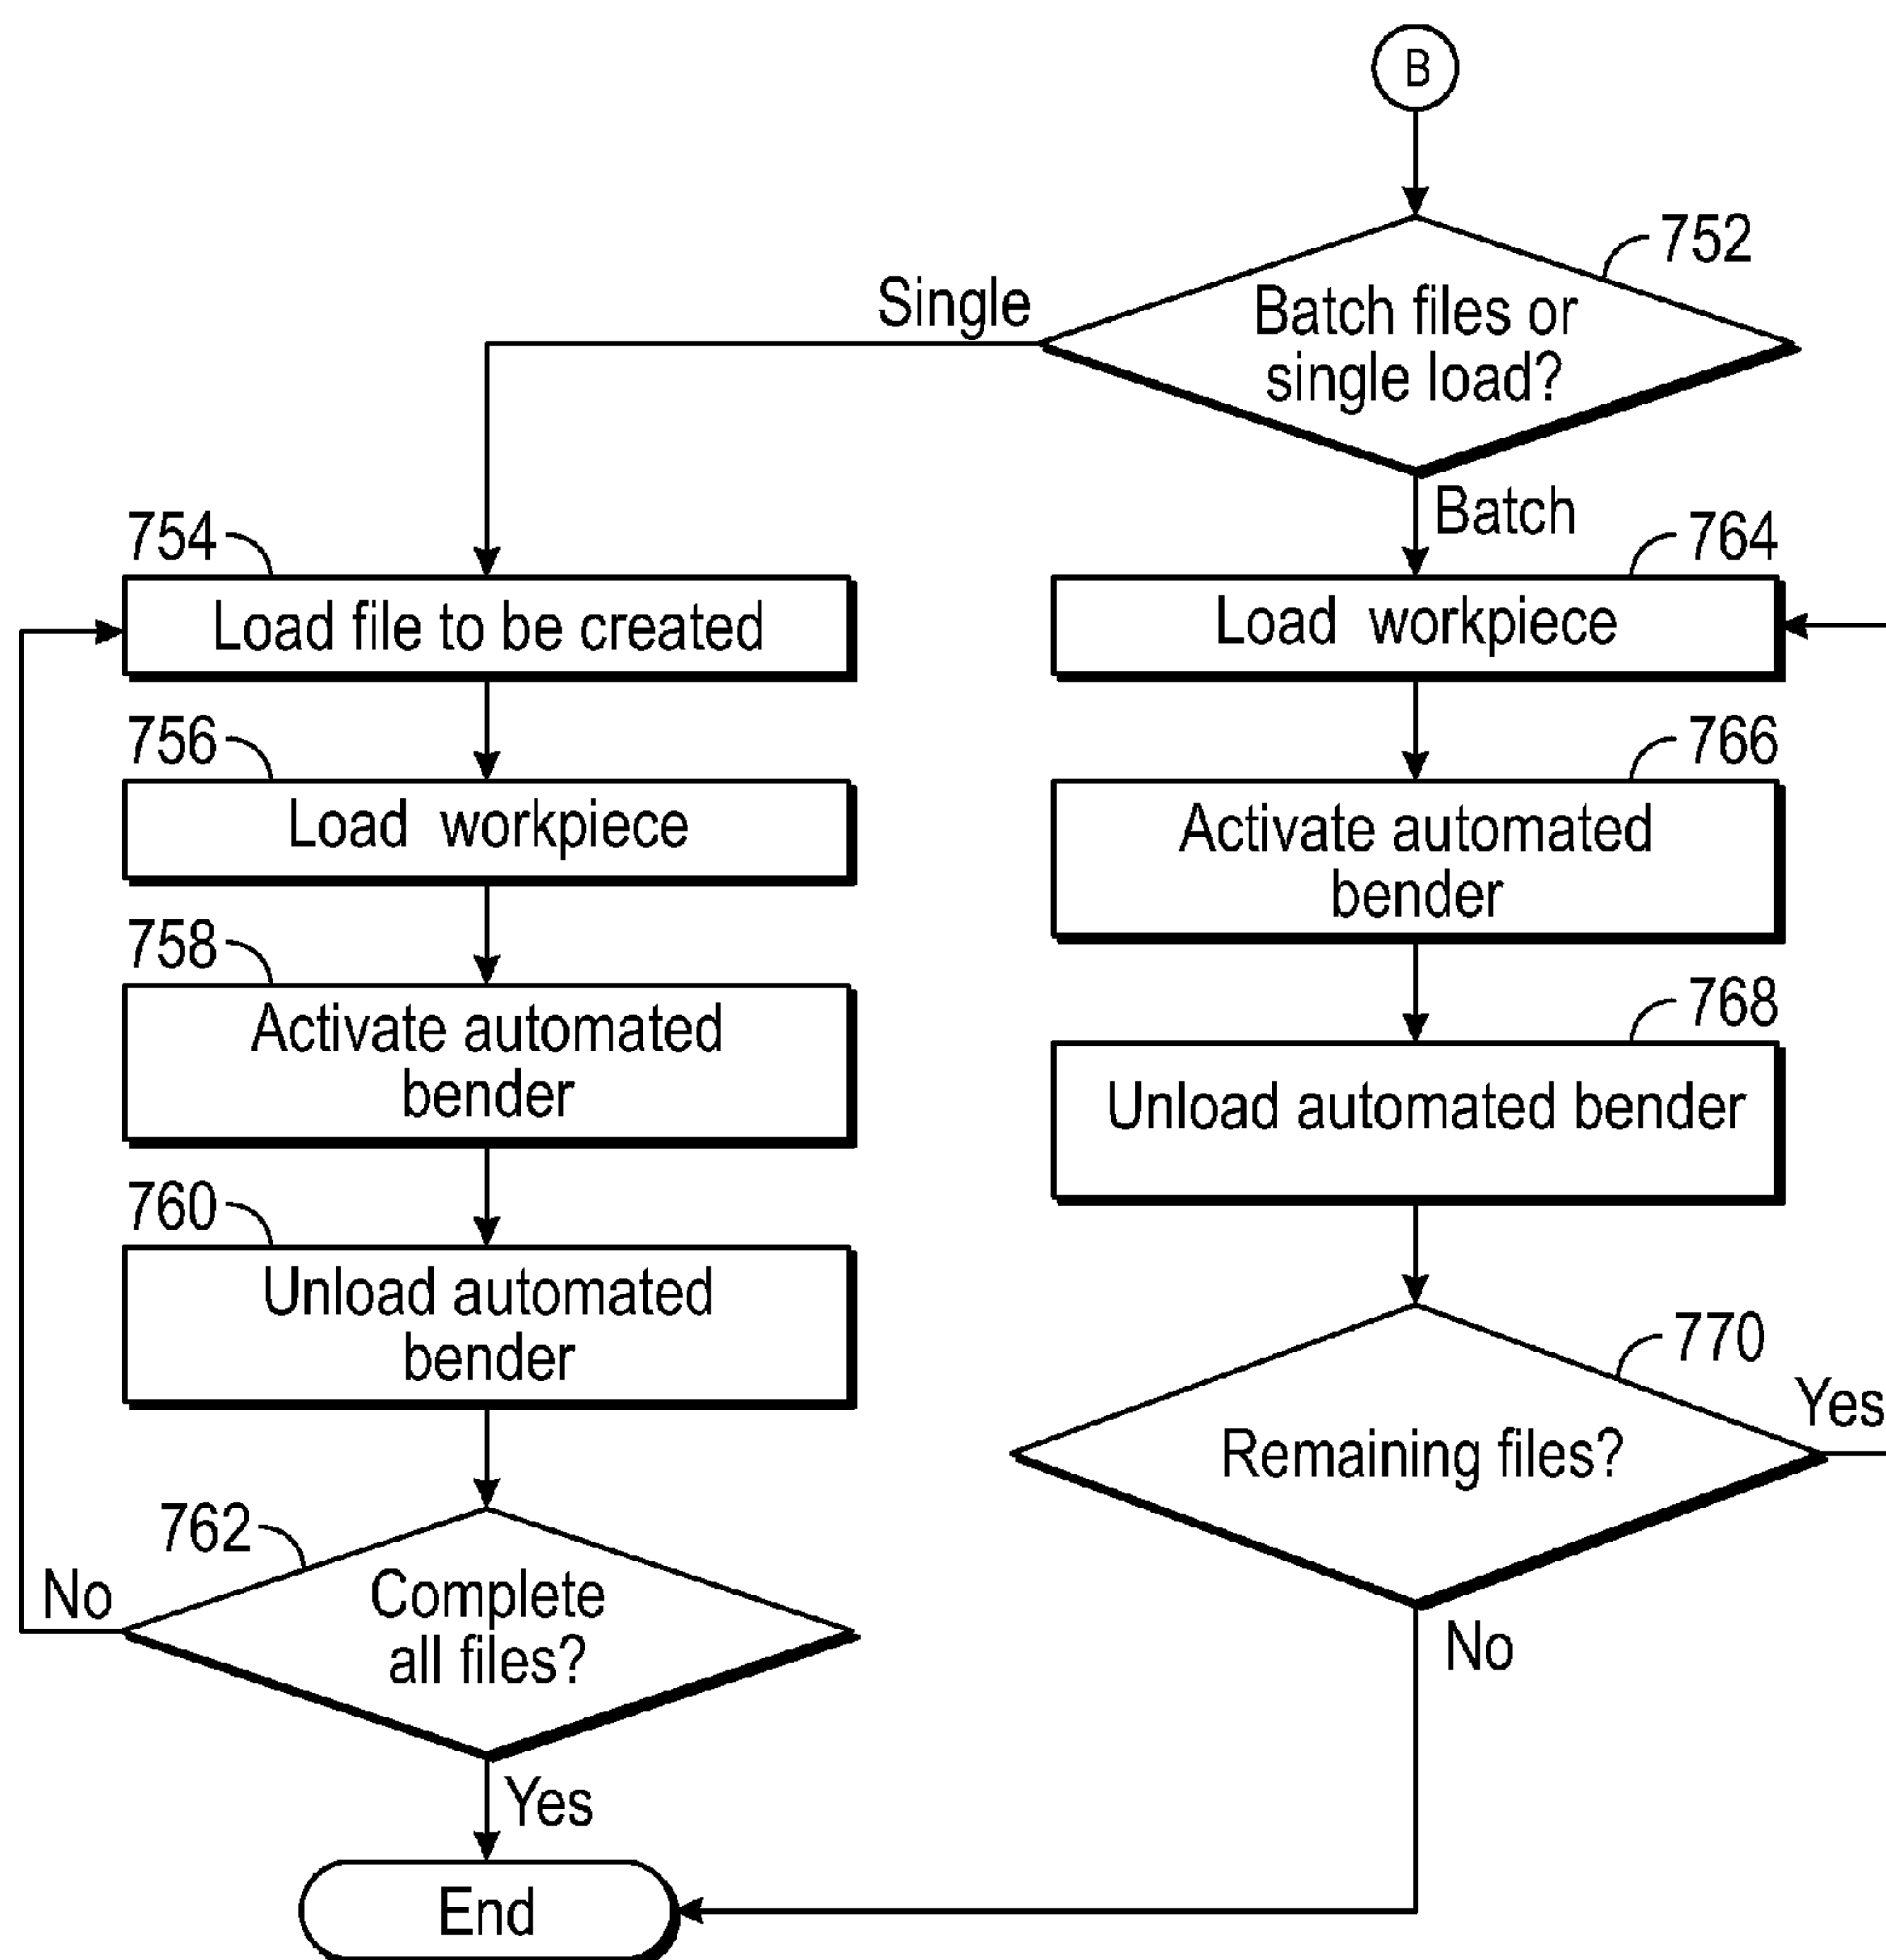 B
752
Batch files or
single load?
Single
Batch
754
Load file to be created
756
Load workpiece
758
Activate automated
bender
760
Unload automated
bender
762
Complete
all files?
No
Yes
764
Load workpiece
766
Activate automated
bender
768
Unload automated bender
770
Remaining files?
Yes
No
End